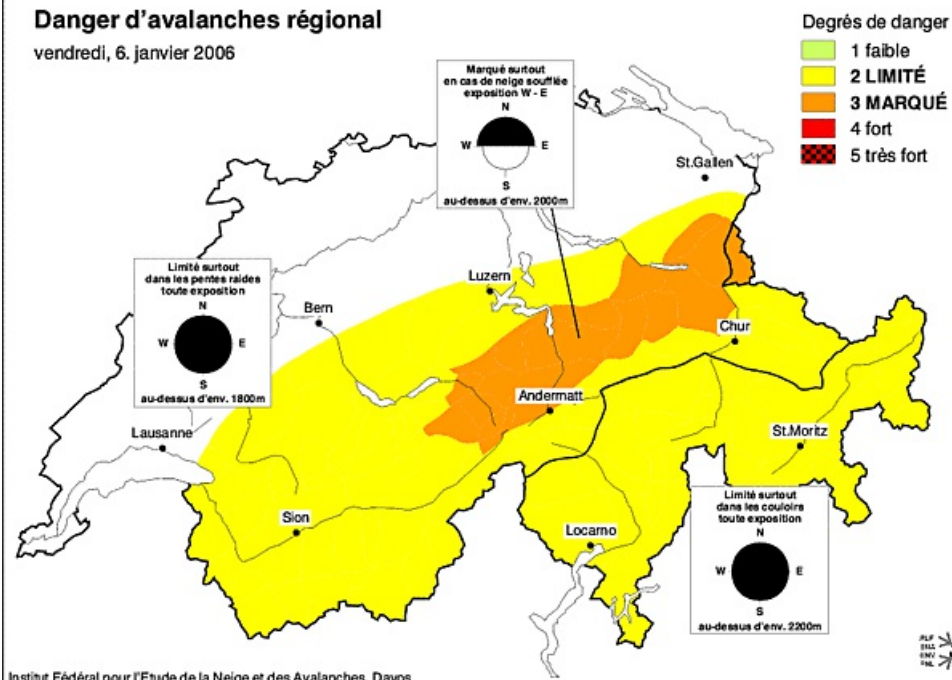 Danger d'avalanches régional
vendredi, 6. janvier 2006
Degrés de danger
1 faible
2 LIMITÉ
3 MARQUÉ
4 fort
5 très fort
Marqué surtout
en cas de neige soufflée
exposition W - E
N
W E
S
au-dessus d'env. 2000m
St.Gallen
Limité surtout
dans les pentes raides
toute exposition
N
W E
S
au-dessus d'env. 1800m
Luzern
Bern
Chur
Andermatt
Lausanne
St.Moritz
Sion
Locarno
Limité surtout
dans les couloirs
toute exposition
N
W E
S
au-dessus d'env. 2200m
SLF
ENA
ENV
SNL
Institut Fédéral pour l'Etude de la Neige et des Avalanches, Davos